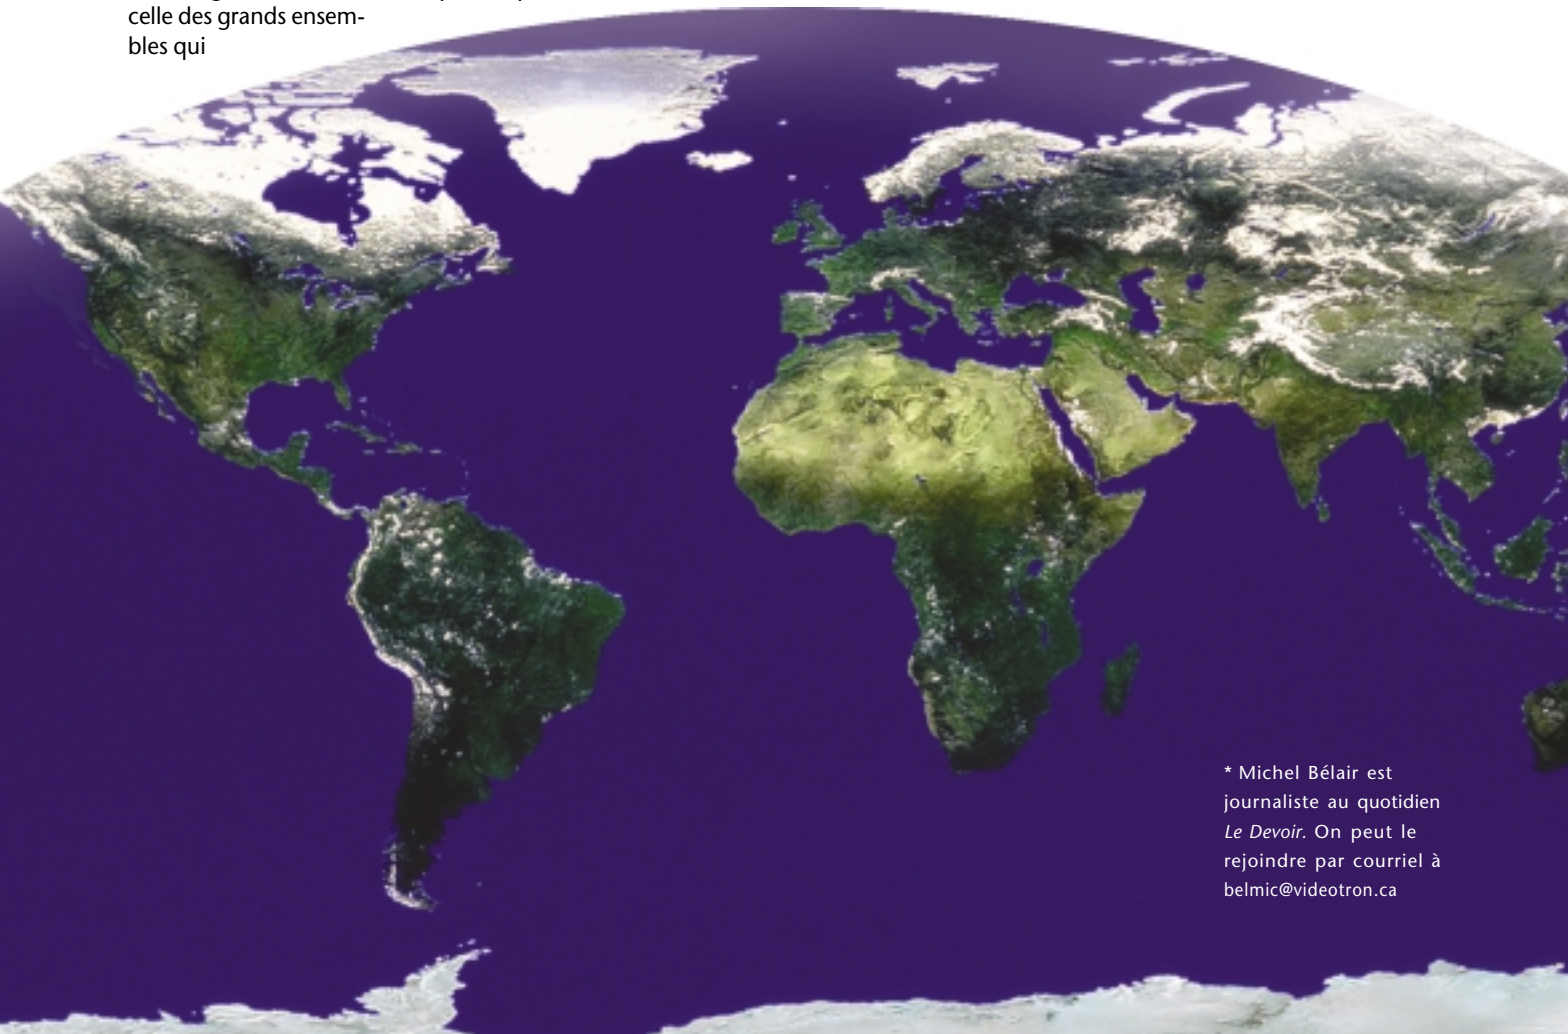 celle des grands ensem-
bles qui
* Michel Bélair est
journaliste au quotidien
Le Devoir. On peut le
rejoindre par courriel à
belmic@videotron.ca